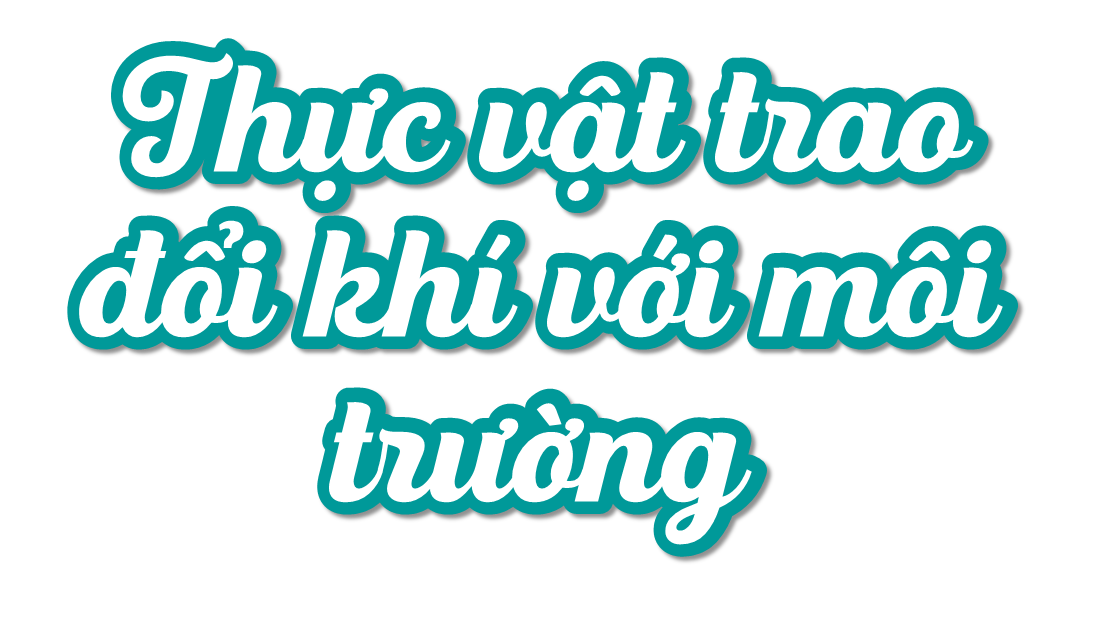 Thực vật trao
đổi khí với môi
trường